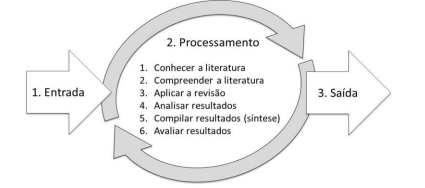 2. Processamento
1. Conhecer a literatura
2. Compreender a literatura
3. Aplicar a revisão
4. Analisar resultados
5. Compilar resultados (síntese)
6. Avaliar resultados
1. Entrada
3. Saída